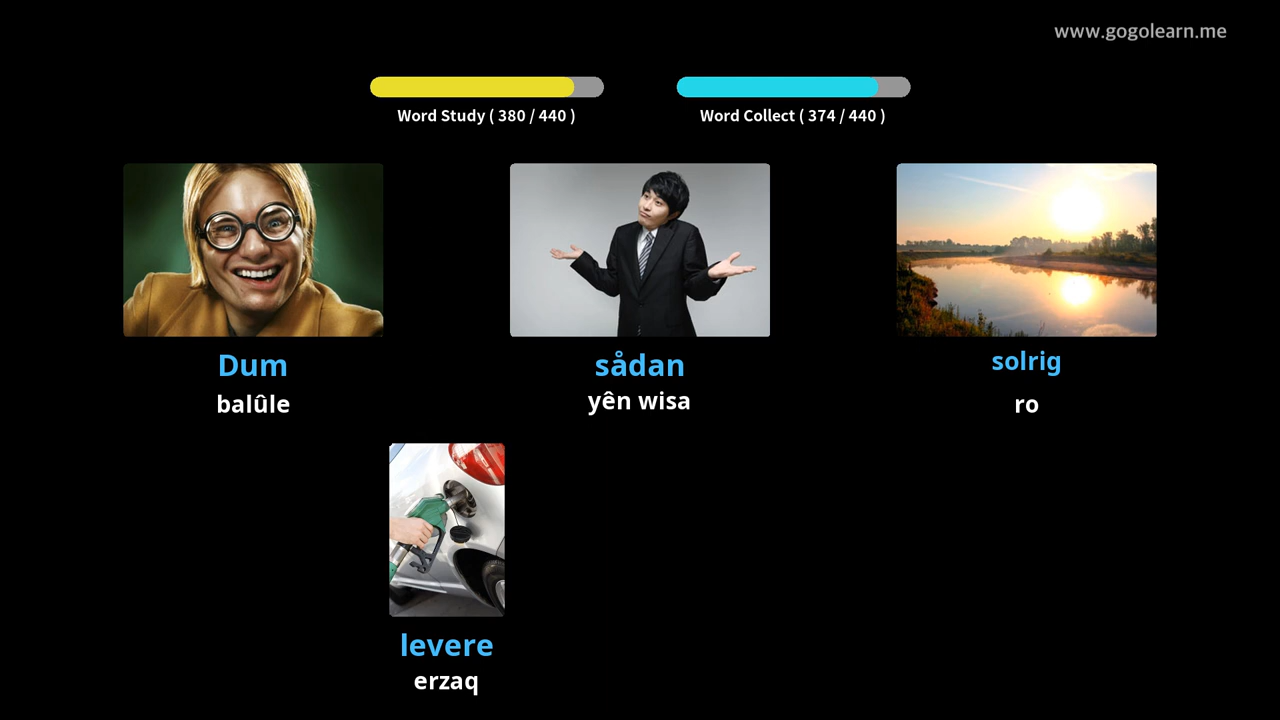 www.gogolearn.me
Word Study ( 380 / 440 )
Word Collect ( 374 / 440 )
Dum
balûle
sådan
yên wisa
solrig
ro
levere
erzaq